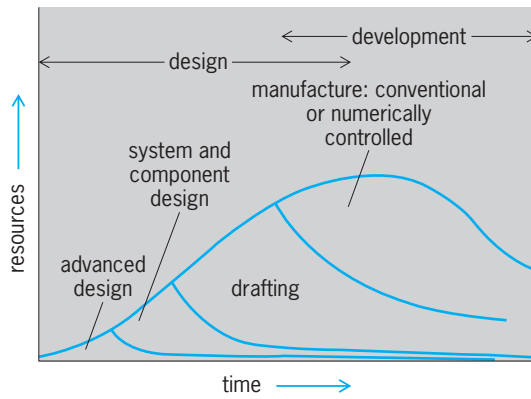 development
design
manufacture: conventional
or numerically
controlled
system and
component
design
advanced
design
drafting
resources
time